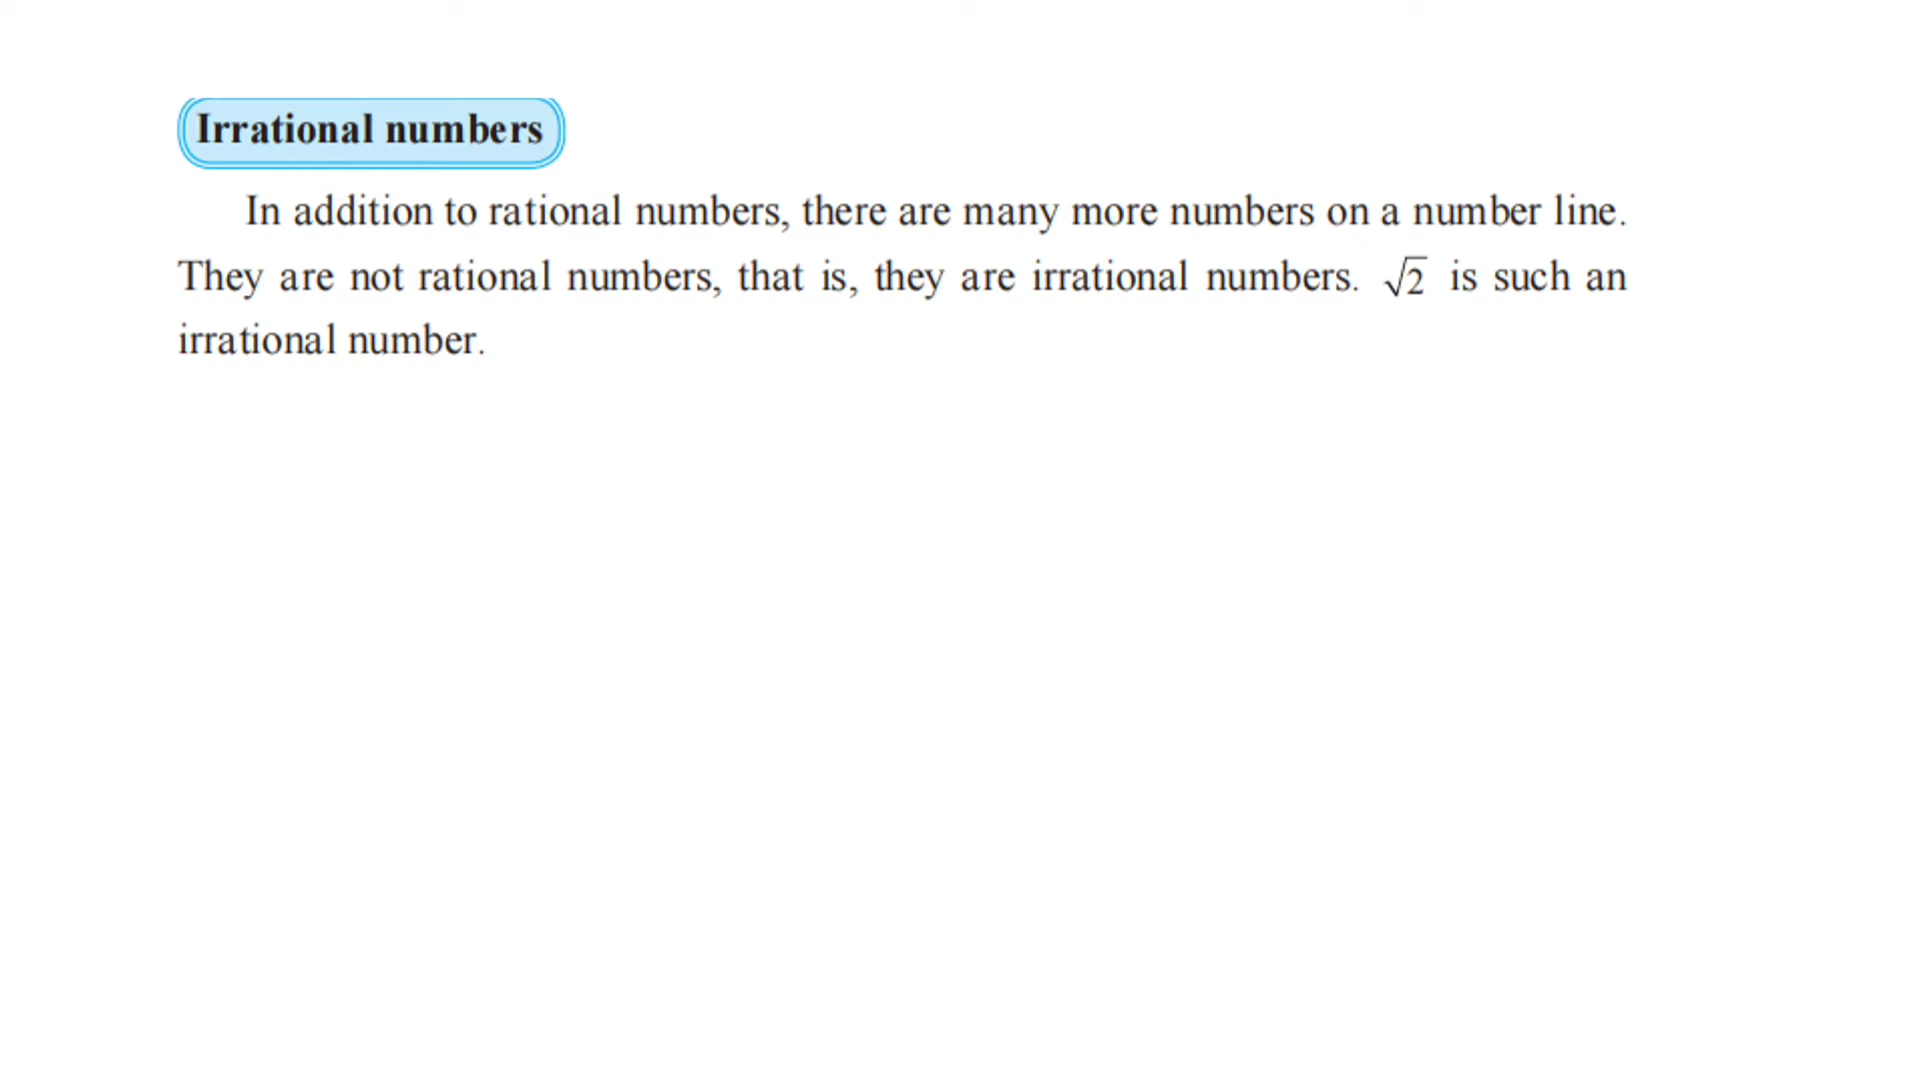 Irrational numbers
In addition to rational numbers, there are many more numbers on a number line.
They are not rational numbers, that is, they are irrational numbers. √2 is such an
irrational number.